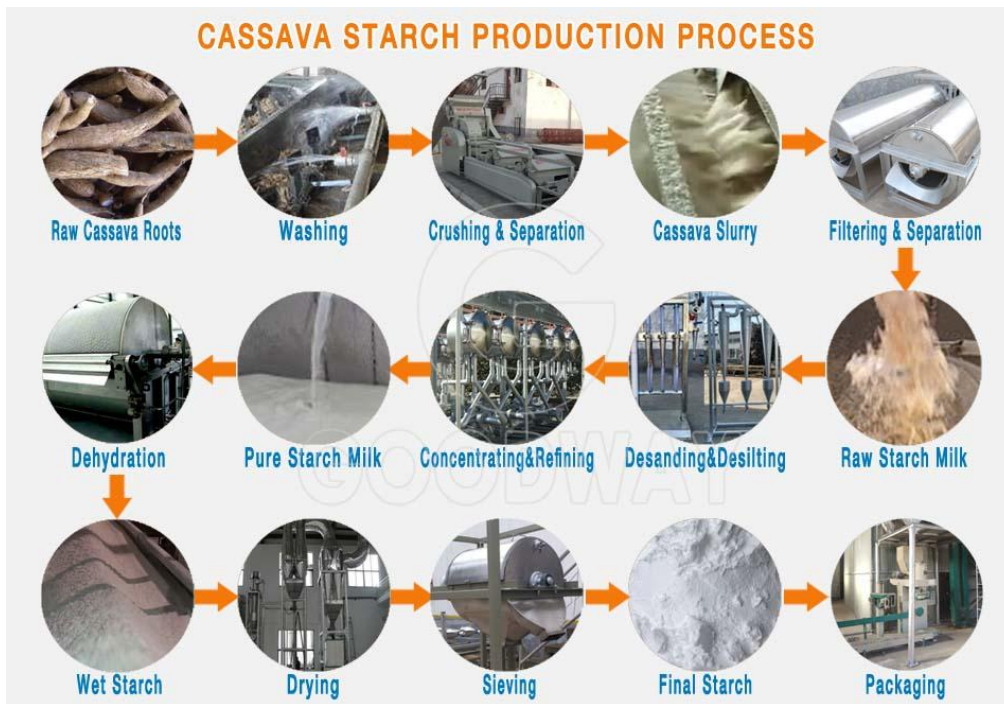 CASSAVA STARCH PRODUCTION PROCESS
Raw Cassava Roots
Washing
Crushing & Separation
Cassava Slurry
Filtering & Separation
Raw Starch Milk
Desanding&Desilting
Concentrating&Refining
Pure Starch Milk
Dehydration
Wet Starch
Drying
Sieving
Final Starch
Packaging
G
GOODWAY